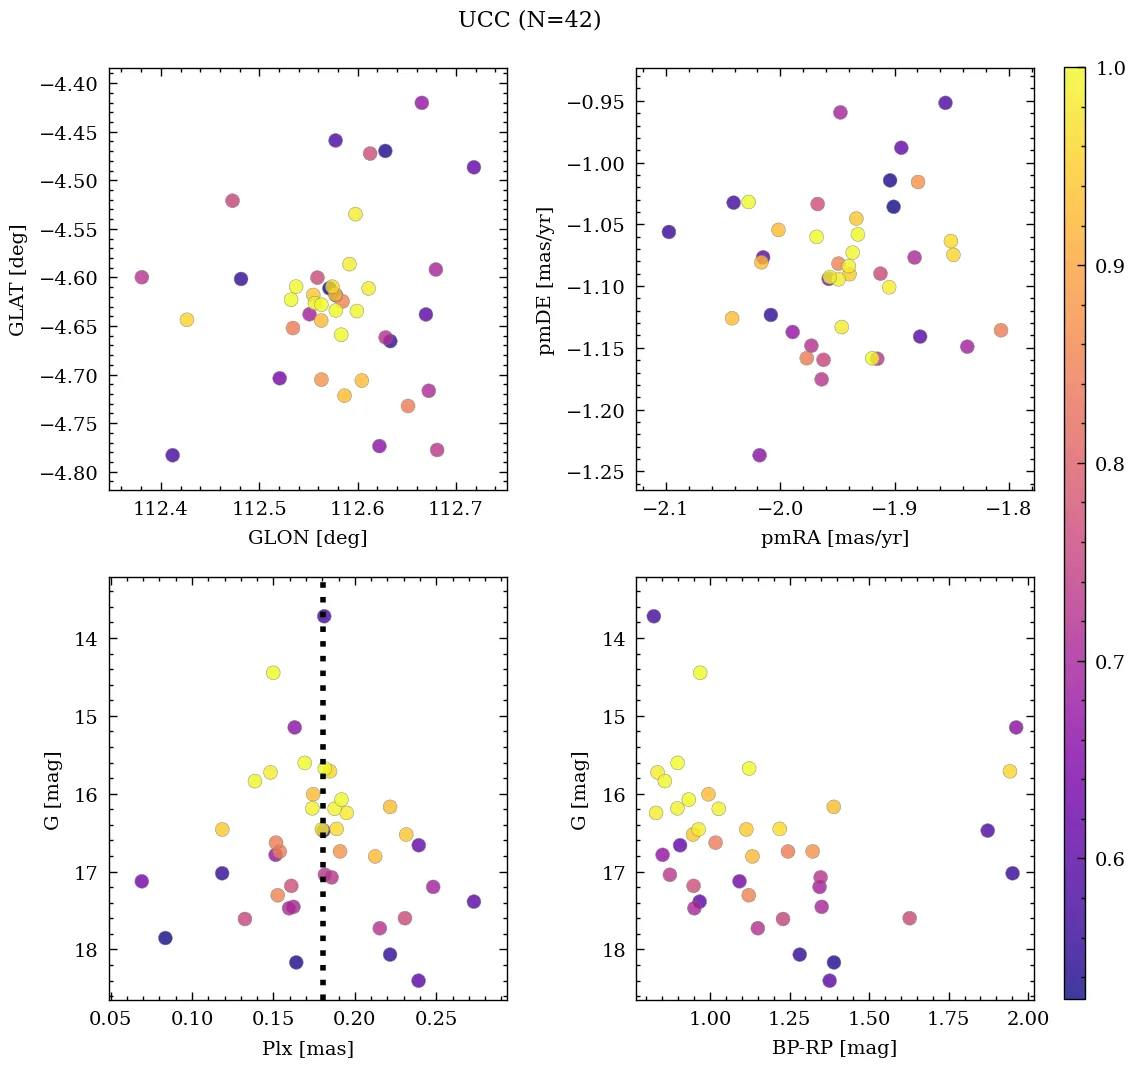 UCC (N=42)
−4.40
−4.45
−4.50
−4.55
−4.60
−4.65
−4.70
−4.75
−4.80
GLAT [deg]
112.4 112.5 112.6 112.7
GLON [deg]
−0.95
−1.00
−1.05
−1.10
−1.15
−1.20
−1.25
pmDE [mas/yr]
−2.1 −2.0 −1.9 −1.8
pmRA [mas/yr]
14
15
16
17
18
G [mag]
0.05 0.10 0.15 0.20 0.25
Plx [mas]
14
15
16
17
18
G [mag]
1.00 1.25 1.50 1.75 2.00
BP-RP [mag]
1.0
0.9
0.8
0.7
0.6